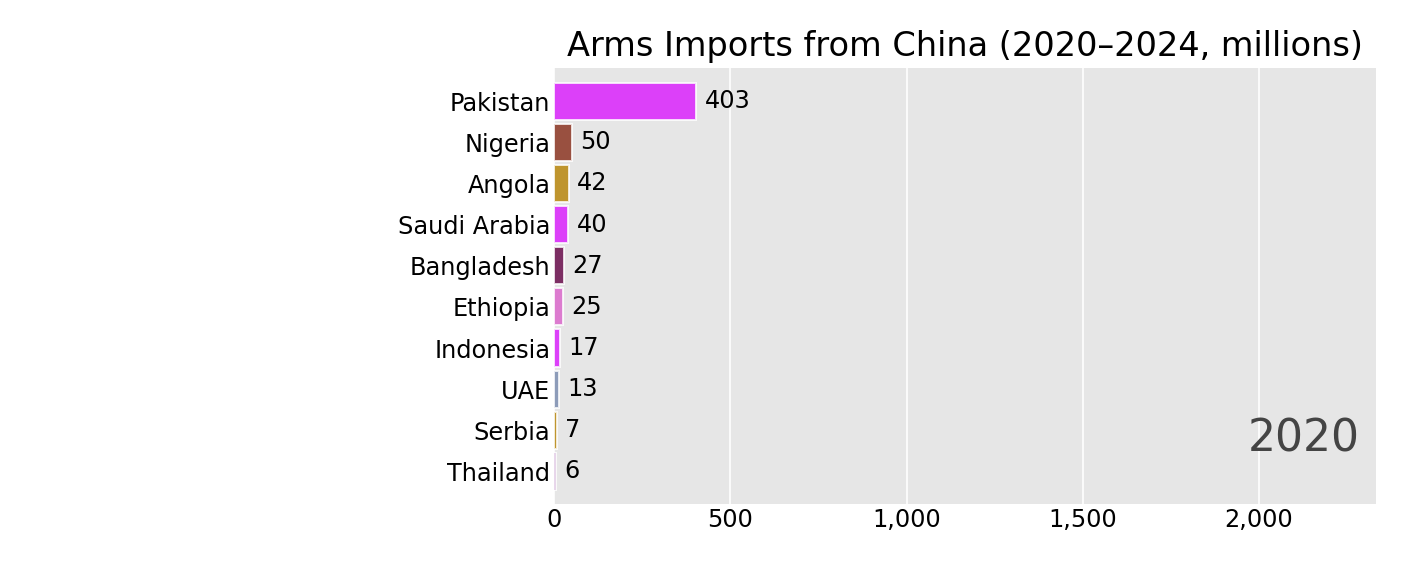 Arms Imports from China (2020–2024, millions)
Pakistan 403
Nigeria 50
Angola 42
Saudi Arabia 40
Bangladesh 27
Ethiopia 25
Indonesia 17
UAE 13
Serbia 7
2020
Thailand 6
0 500 1,000 1,500 2,000